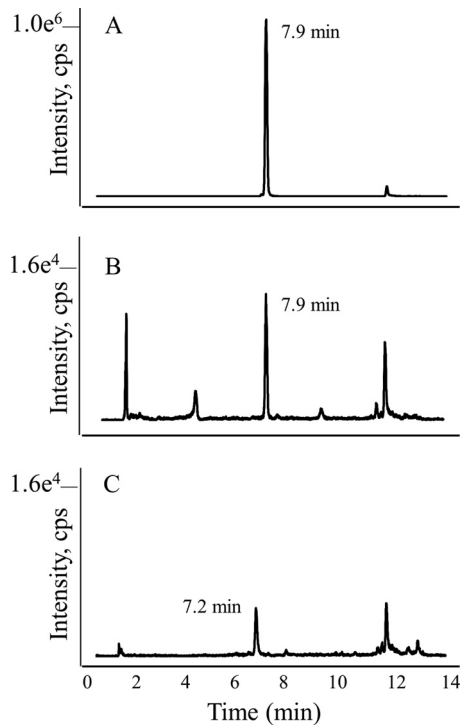 1.0e⁶
A
7.9 min
Intensity, cps
1.6e⁴
B
7.9 min
Intensity, cps
1.6e⁴
C
7.2 min
Intensity, cps
0 2 4 6 8 10 12 14
Time (min)